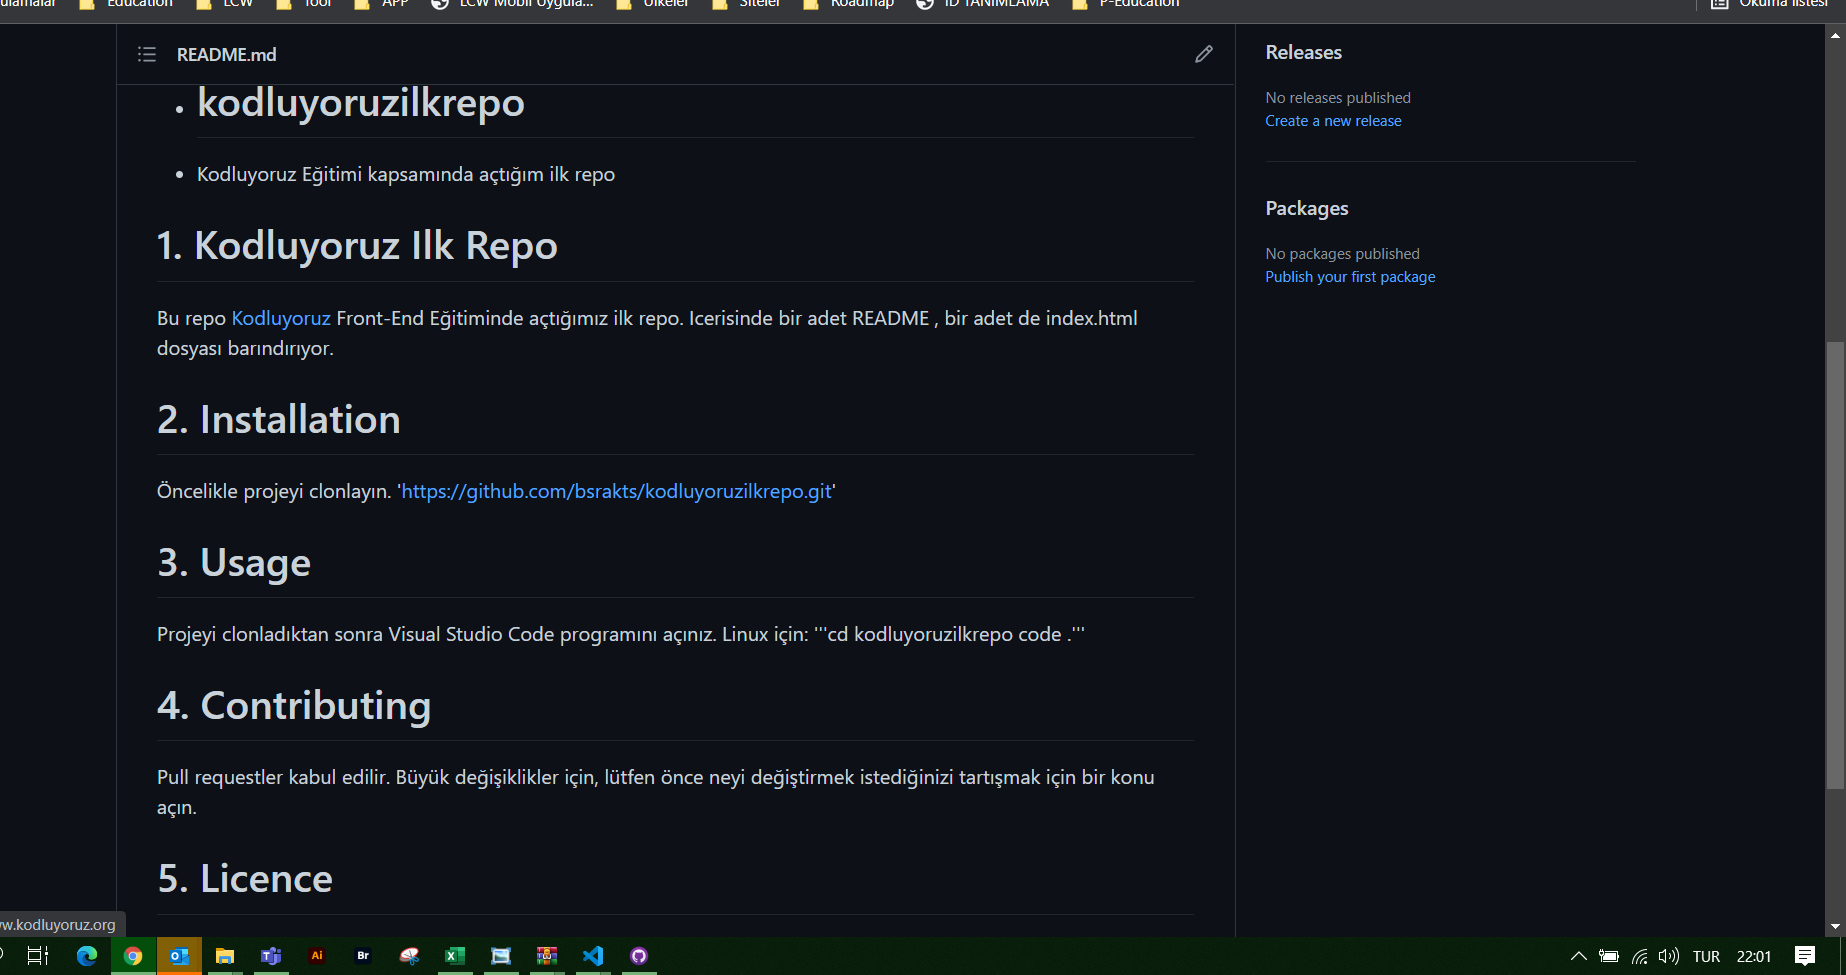 Education LCW Tool APP LCW Mobil Uygula... Ülkeler Siteler Roadmap ID TANIMLAMA P-Education Okuma listesi
README.md
kodluyoruzilkrepo
Kodluyoruz Eğitimi kapsamında açtığım ilk repo
1. Kodluyoruz Ilk Repo
Bu repo Kodluyoruz Front-End Eğitiminde açtığımız ilk repo. Icerisinde bir adet README , bir adet de index.html
dosyası barındırıyor.
2. Installation
Öncelikle projeyi clonlayın. 'https://github.com/bsrakts/kodluyoruzilkrepo.git'
3. Usage
Projeyi clonladıktan sonra Visual Studio Code programını açınız. Linux için: '''cd kodluyoruzilkrepo code .'''
4. Contributing
Pull requestler kabul edilir. Büyük değişiklikler için, lütfen önce neyi değiştirmek istediğinizi tartışmak için bir konu
açın.
5. Licence
Releases
No releases published
Create a new release
Packages
No packages published
Publish your first package
w.kodluyoruz.org
Ai Br TUR 22:01